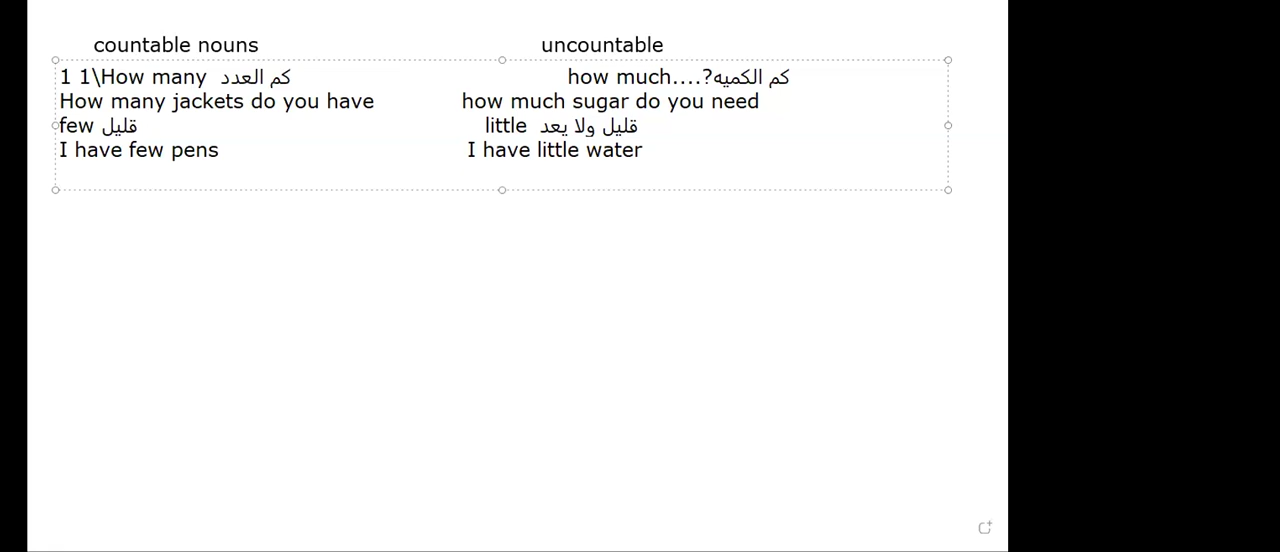 countable nouns uncountable
1 1\How many كم العدد how much....?كم الكميه
How many jackets do you have how much sugar do you need
few قليل little قليل ولا يعد
I have few pens I have little water